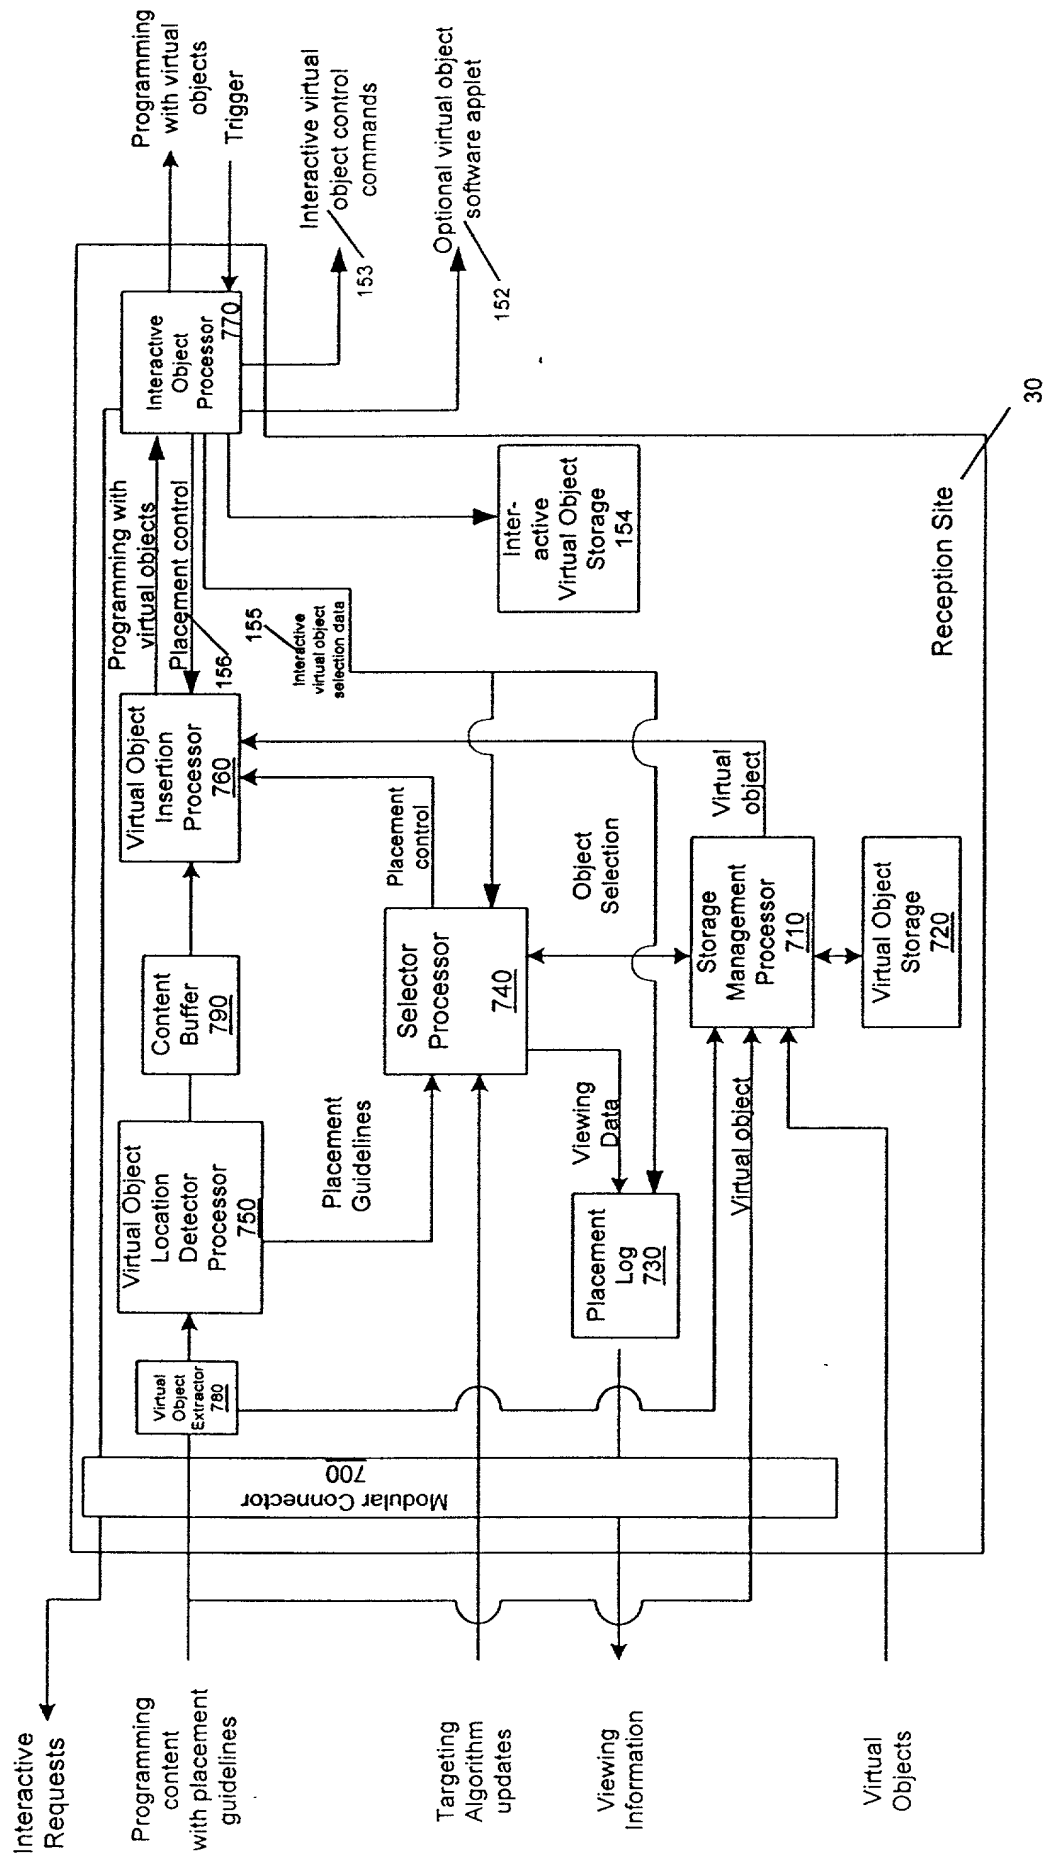 Interactive
Requests
Programming
content
with placement
guidelines
Targeting
Algorithm
updates
Viewing
Information
Virtual
Objects
Modular Connector
700
Virtual
Object
Extractor
780
Virtual Object
Location
Detector
Processor
750
Content
Buffer
790
Virtual Object
Insertion
Processor
760
Programming with
virtual objects
Placement control
156
155
Interactive
virtual object
selection data
Interactive
Object
Processor
770
Programming
with virtual
objects
Trigger
Interactive virtual
object control
commands
153
Optional virtual object
software applet
152
Inter-
active
Virtual Object
Storage
154
Placement
Guidelines
Selector
Processor
740
Placement
control
Object
Selection
Viewing
Data
Placement
Log
730
Virtual object
Storage
Management
Processor
710
Virtual
object
Virtual Object
Storage
720
Reception Site
30